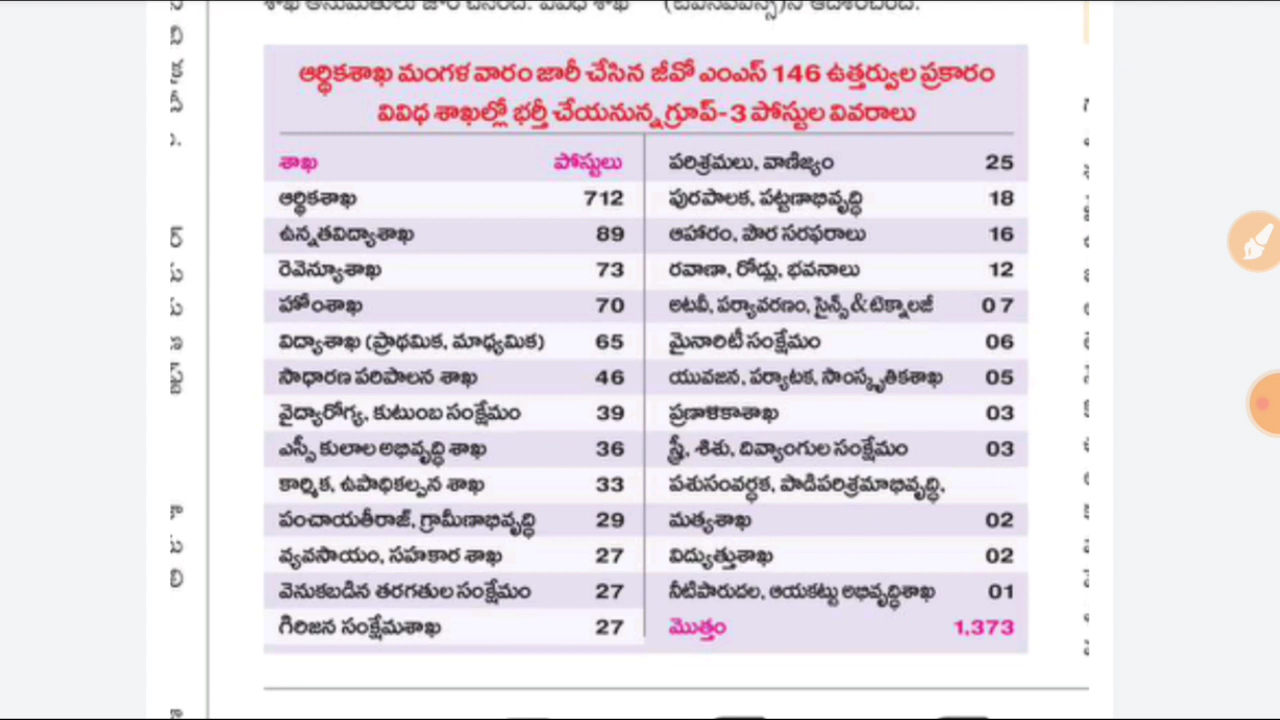 ఆర్థికశాఖ మంగళ వారం జారీ చేసిన జీవో ఎంఎస్ 146 ఉత్తర్వుల ప్రకారం
వివిధ శాఖల్లో భర్తీ చేయనున్న గ్రూప్-3 పోస్టుల వివరాలు
శాఖ పోస్టులు
ఆర్థికశాఖ 712
ఉన్నతవిద్యాశాఖ 89
రెవెన్యూశాఖ 73
హోంశాఖ 70
విద్యాశాఖ (ప్రాథమిక, మాధ్యమిక) 65
సాధారణ పరిపాలన శాఖ 46
వైద్యారోగ్య, కుటుంబ సంక్షేమం 39
ఎస్సీ కులాల అభివృద్ధి శాఖ 36
కార్మిక, ఉపాధికల్పన శాఖ 33
పంచాయతీరాజ్, గ్రామీణాభివృద్ధి 29
వ్యవసాయం, సహకార శాఖ 27
వెనుకబడిన తరగతుల సంక్షేమం 27
గిరిజన సంక్షేమశాఖ 27
పరిశ్రమలు, వాణిజ్యం 25
పురపాలక, పట్టణాభివృద్ధి 18
ఆహారం, పౌర సరఫరాలు 16
రవాణా, రోడ్లు, భవనాలు 12
అటవీ, పర్యావరణం, సైన్స్ & టెక్నాలజీ 07
మైనారిటీ సంక్షేమం 06
యువజన, పర్యాటక, సాంస్కృతికశాఖ 05
ప్రణాళికాశాఖ 03
స్త్రీ, శిశు, దివ్యాంగుల సంక్షేమం 03
పశుసంవర్ధక, పాడిపరిశ్రమాభివృద్ధి,
మత్యశాఖ 02
విద్యుత్తుశాఖ 02
నీటిపారుదల, ఆయకట్టు అభివృద్ధిశాఖ 01
మొత్తం 1,373